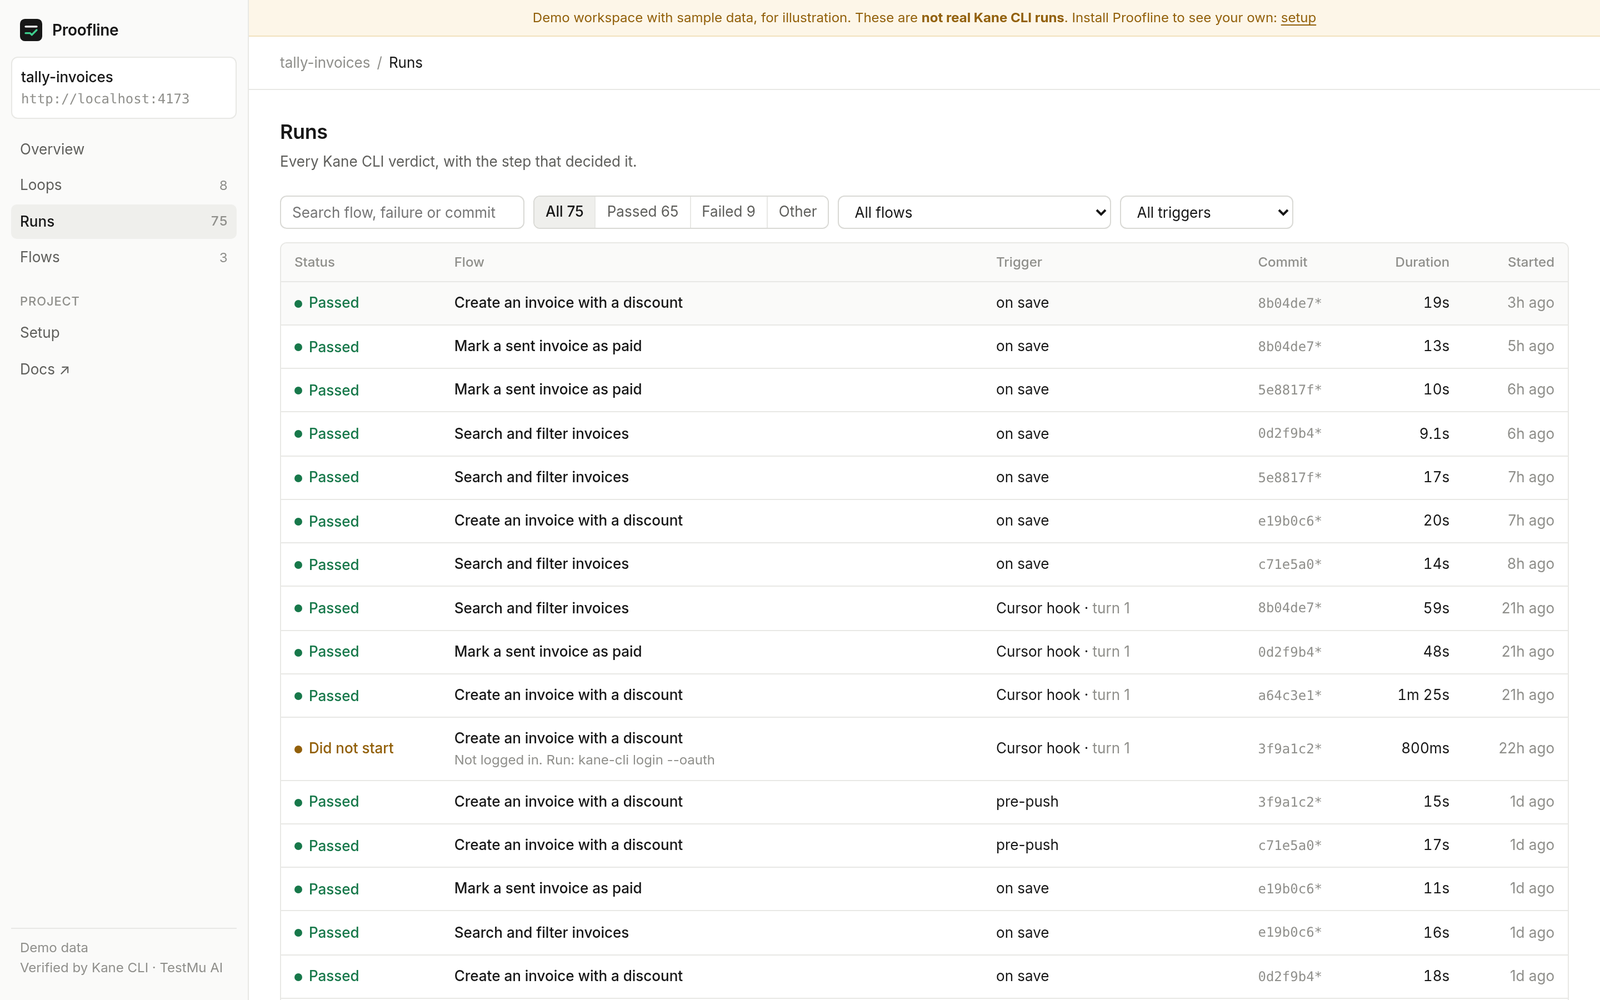 Proofline
tally-invoices
http://localhost:4173
Overview
Loops 8
Runs 75
Flows 3
PROJECT
Setup
Docs ↗
Demo data
Verified by Kane CLI · TestMu AI
Demo workspace with sample data, for illustration. These are not real Kane CLI runs. Install Proofline to see your own: setup
tally-invoices / Runs
Runs
Every Kane CLI verdict, with the step that decided it.
Search flow, failure or commit All 75 Passed 65 Failed 9 Other All flows All triggers
Status Flow Trigger Commit Duration Started
Passed Create an invoice with a discount on save 8b04de7* 19s 3h ago
Passed Mark a sent invoice as paid on save 8b04de7* 13s 5h ago
Passed Mark a sent invoice as paid on save 5e8817f* 10s 6h ago
Passed Search and filter invoices on save 0d2f9b4* 9.1s 6h ago
Passed Search and filter invoices on save 5e8817f* 17s 7h ago
Passed Create an invoice with a discount on save e19b0c6* 20s 7h ago
Passed Search and filter invoices on save c71e5a0* 14s 8h ago
Passed Search and filter invoices Cursor hook · turn 1 8b04de7* 59s 21h ago
Passed Mark a sent invoice as paid Cursor hook · turn 1 0d2f9b4* 48s 21h ago
Passed Create an invoice with a discount Cursor hook · turn 1 a64c3e1* 1m 25s 21h ago
Did not start Create an invoice with a discount Cursor hook · turn 1 3f9a1c2* 800ms 22h ago
Not logged in. Run: kane-cli login --oauth
Passed Create an invoice with a discount pre-push 3f9a1c2* 15s 1d ago
Passed Create an invoice with a discount pre-push c71e5a0* 17s 1d ago
Passed Mark a sent invoice as paid on save e19b0c6* 11s 1d ago
Passed Search and filter invoices on save e19b0c6* 16s 1d ago
Passed Create an invoice with a discount on save 0d2f9b4* 18s 1d ago